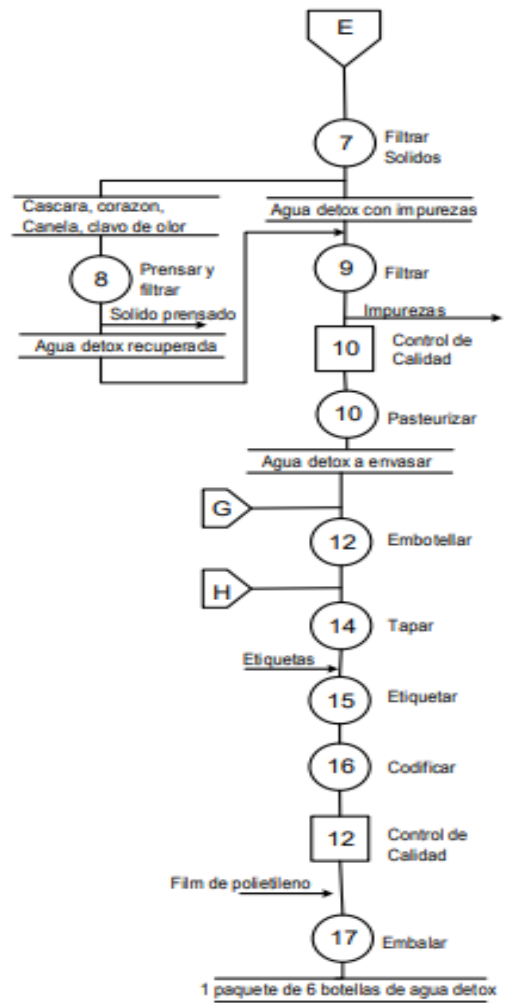 E
7
Filtrar
Solidos
Cascara, corazon,
Canela, clavo de olor
Agua detox con impurezas
8
Prensar y
filtrar
9
Filtrar
Solido prensado
Impurezas
Agua detox recuperada
10
Control de
Calidad
10
Pasteurizar
Agua detox a envasar
G
12
Embotellar
H
14
Tapar
Etiquetas
15
Etiquetar
16
Codificar
12
Control de
Calidad
Film de polietileno
17
Embalar
1 paquete de 6 botellas de agua detox